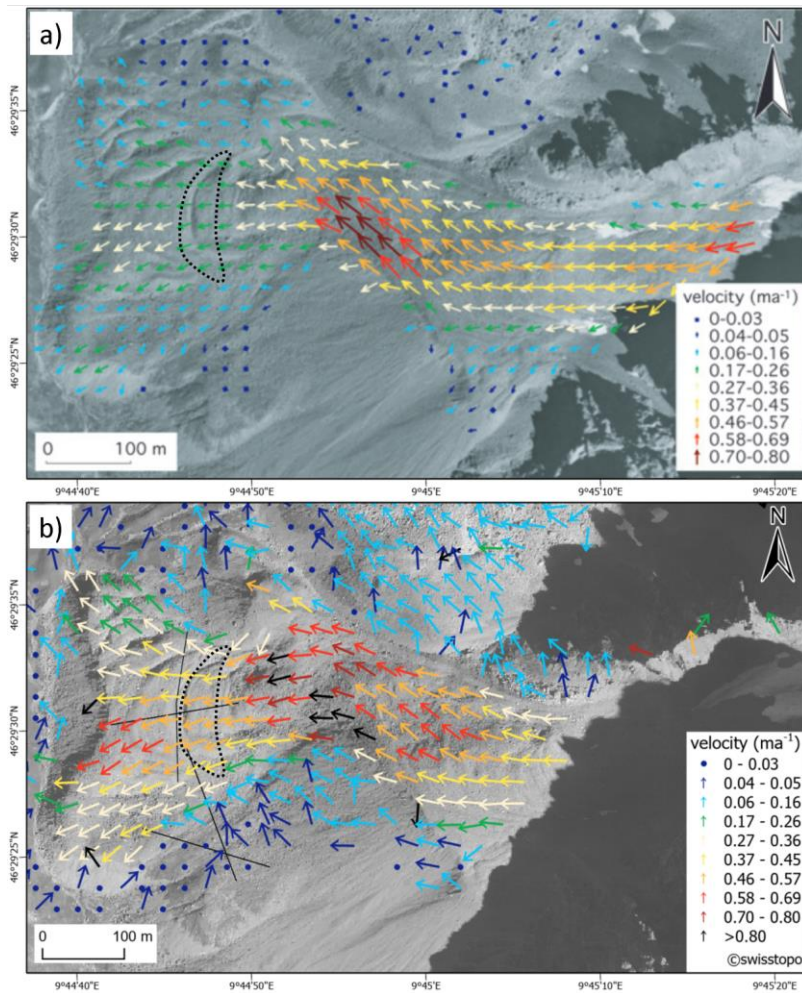 a)
N
46°29'35"N
46°29'30"N
46°29'25"N
velocity (ma⁻¹)
0-0.03
0.04-0.05
0.06-0.16
0.17-0.26
0.27-0.36
0.37-0.45
0.46-0.57
0.58-0.69
0.70-0.80
0 100 m
9°44'40"E 9°44'50"E 9°45'E 9°45'10"E 9°45'20"E
b)
N
46°29'35"N
46°29'30"N
46°29'25"N
velocity (ma⁻¹)
0 - 0.03
0.04 - 0.05
0.06 - 0.16
0.17 - 0.26
0.27 - 0.36
0.37 - 0.45
0.46 - 0.57
0.58 - 0.69
0.70 - 0.80
>0.80
©swisstopo
0 100 m
9°44'40"E 9°44'50"E 9°45'E 9°45'10"E 9°45'20"E